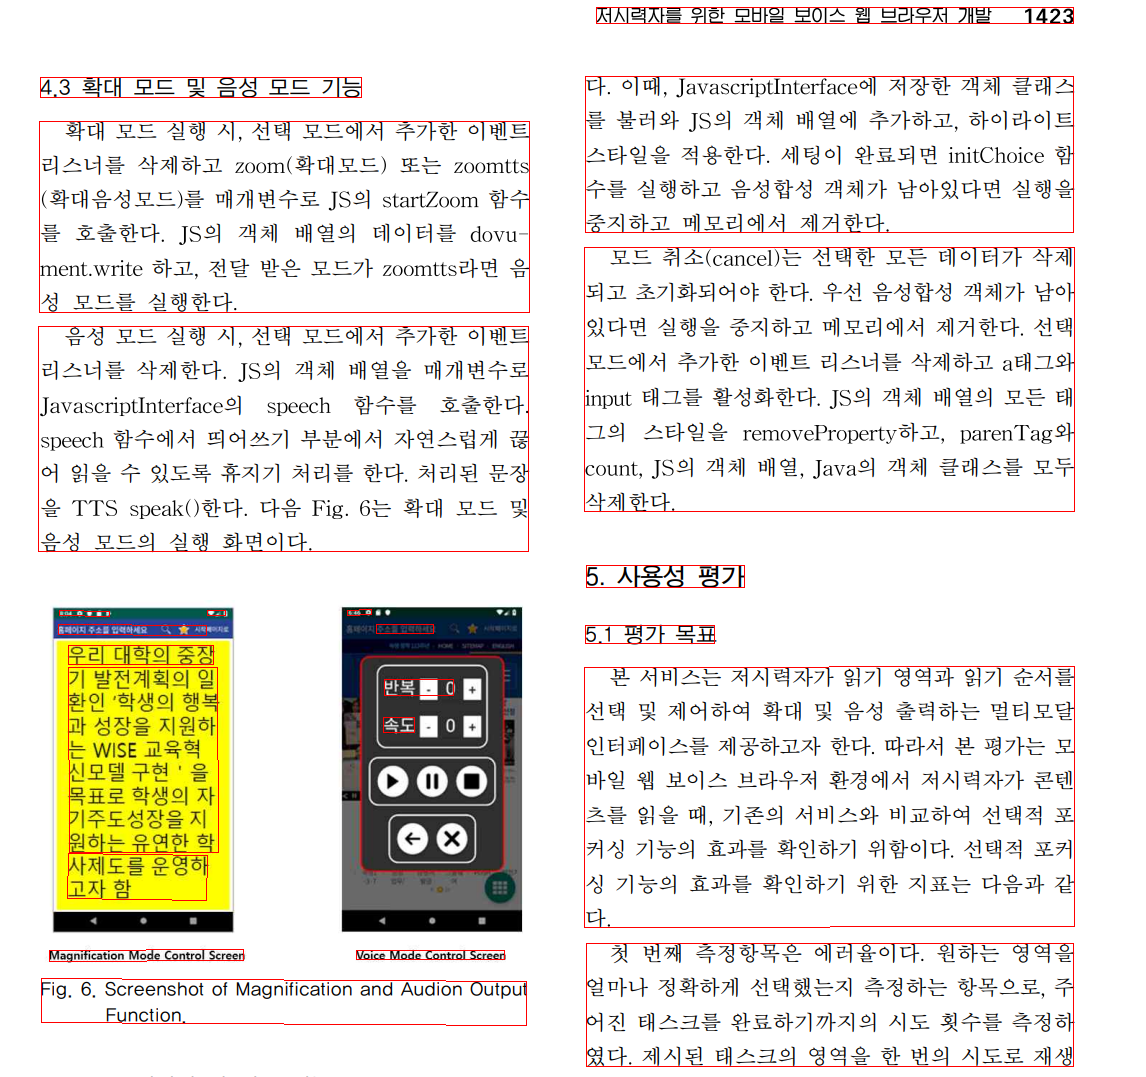 저시력자를 위한 모바일 보이스 웹 브라우저 개발 1423
4.3 확대 모드 및 음성 모드 기능
확대 모드 실행 시, 선택 모드에서 추가한 이벤트
리스너를 삭제하고 zoom(확대모드) 또는 zoomtts
(확대음성모드)를 매개변수로 JS의 startZoom 함수
를 호출한다. JS의 객체 배열의 데이터를 dovu-
ment.write 하고, 전달 받은 모드가 zoomtts라면 음
성 모드를 실행한다.
음성 모드 실행 시, 선택 모드에서 추가한 이벤트
리스너를 삭제한다. JS의 객체 배열을 매개변수로
JavascriptInterface의 speech 함수를 호출한다.
speech 함수에서 띄어쓰기 부분에서 자연스럽게 끊
어 읽을 수 있도록 휴지기 처리를 한다. 처리된 문장
을 TTS speak()한다. 다음 Fig. 6는 확대 모드 및
음성 모드의 실행 화면이다.
홈페이지 주소를 입력하세요 시작페이지로
우리 대학의 중장
기 발전계획의 일
환인 '학생의 행복
과 성장을 지원하
는 WISE 교육혁
신모델 구현 ' 을
목표로 학생의 자
기주도성장을 지
원하는 유연한 학
사제도를 운영하
고자 함
홈페이지 주소를 입력하세요 시작페이지로
HOME SITEMAP ENGLISH
반복 - 0 +
속도 - 0 +
Magnification Mode Control Screen
Voice Mode Control Screen
Fig. 6. Screenshot of Magnification and Audion Output
Function.
다. 이때, JavascriptInterface에 저장한 객체 클래스
를 불러와 JS의 객체 배열에 추가하고, 하이라이트
스타일을 적용한다. 세팅이 완료되면 initChoice 함
수를 실행하고 음성합성 객체가 남아있다면 실행을
중지하고 메모리에서 제거한다.
모드 취소(cancel)는 선택한 모든 데이터가 삭제
되고 초기화되어야 한다. 우선 음성합성 객체가 남아
있다면 실행을 중지하고 메모리에서 제거한다. 선택
모드에서 추가한 이벤트 리스너를 삭제하고 a태그와
input 태그를 활성화한다. JS의 객체 배열의 모든 태
그의 스타일을 removeProperty하고, parenTag와
count, JS의 객체 배열, Java의 객체 클래스를 모두
삭제한다.
5. 사용성 평가
5.1 평가 목표
본 서비스는 저시력자가 읽기 영역과 읽기 순서를
선택 및 제어하여 확대 및 음성 출력하는 멀티모달
인터페이스를 제공하고자 한다. 따라서 본 평가는 모
바일 웹 보이스 브라우저 환경에서 저시력자가 콘텐
츠를 읽을 때, 기존의 서비스와 비교하여 선택적 포
커싱 기능의 효과를 확인하기 위함이다. 선택적 포커
싱 기능의 효과를 확인하기 위한 지표는 다음과 같
다.
첫 번째 측정항목은 에러율이다. 원하는 영역을
얼마나 정확하게 선택했는지 측정하는 항목으로, 주
어진 태스크를 완료하기까지의 시도 횟수를 측정하
였다. 제시된 태스크의 영역을 한 번의 시도로 재생